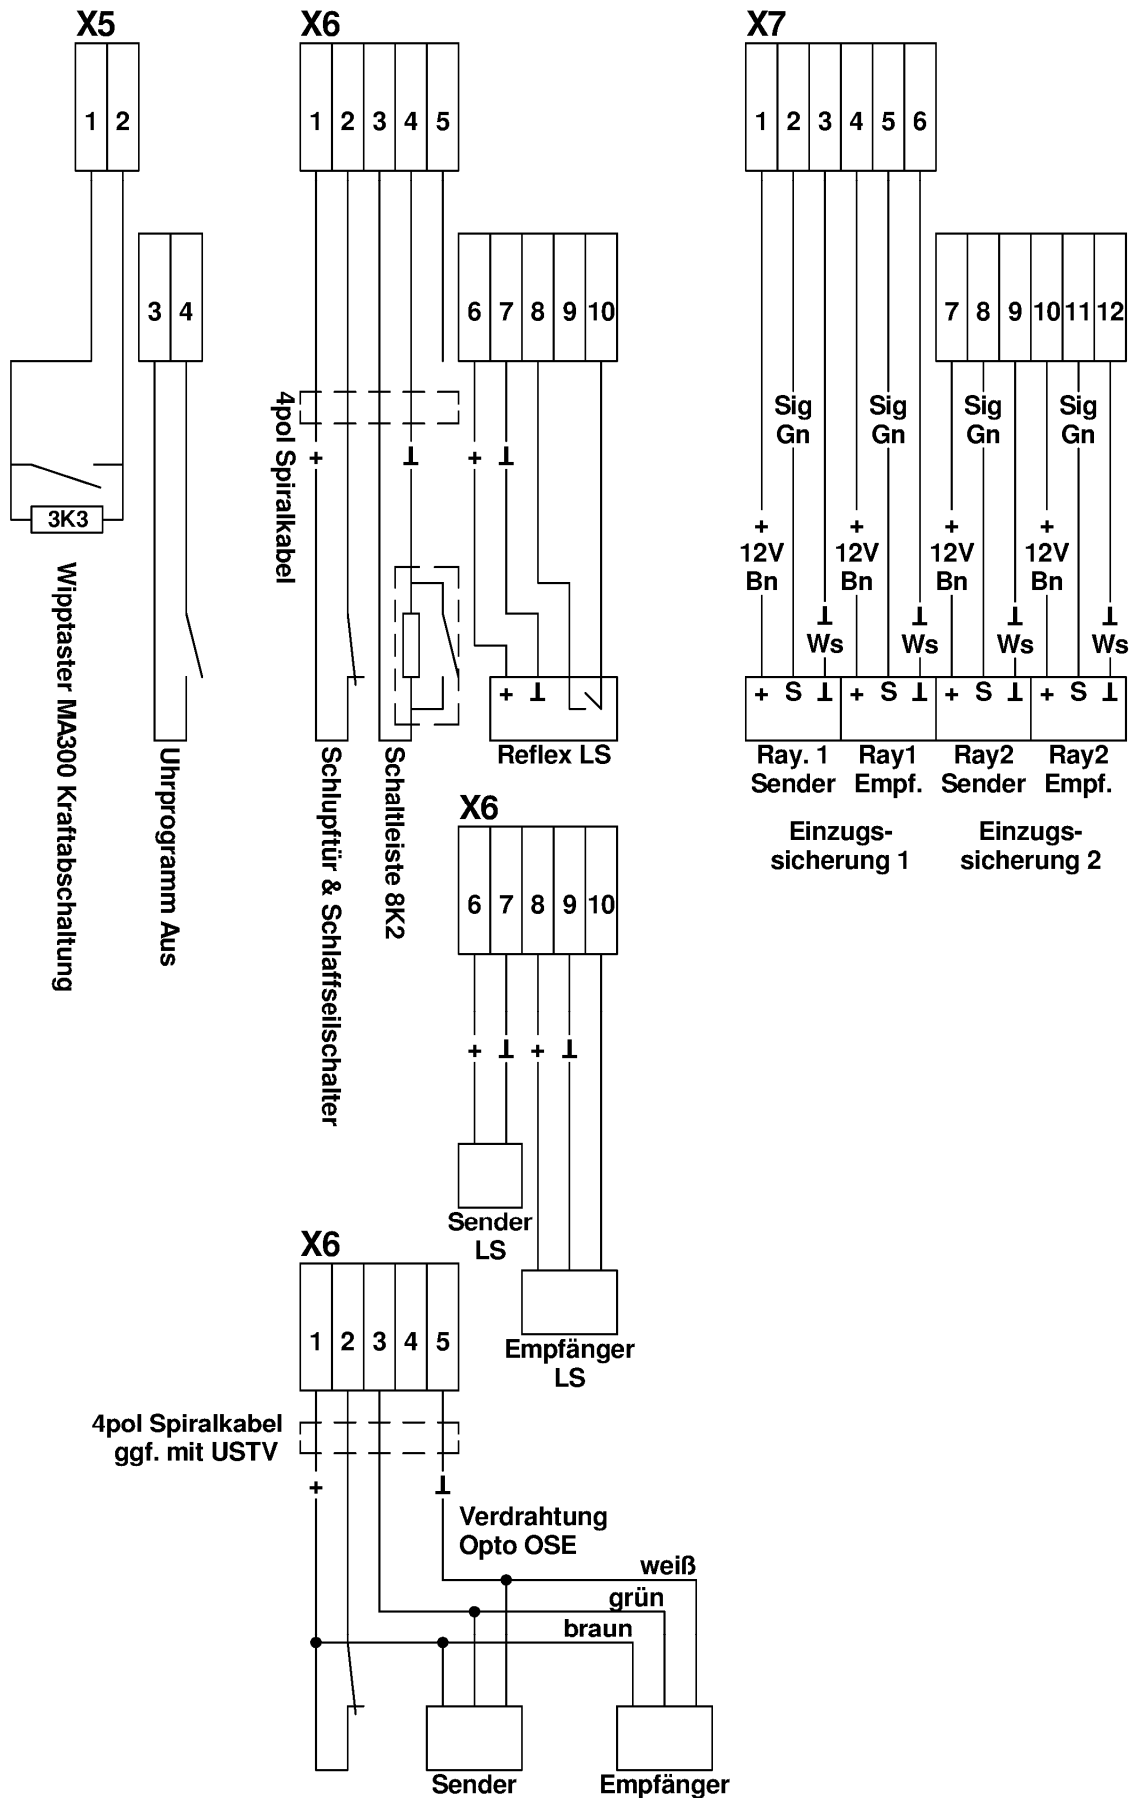 X5
1 2
3 4
3K3
Wipptaster MA300 Kraftabschaltung
Uhrprogramm Aus
X6
1 2 3 4 5
6 7 8 9 10
4pol Spiralkabel
+ ⊥ + ⊥
+ ⊥
Schlupftür & Schlaffseilschalter
Schaltleiste 8K2
Reflex LS
X7
1 2 3 4 5 6
7 8 9 10 11 12
Sig Sig Sig Sig
Gn Gn Gn Gn
+ + + +
12V 12V 12V 12V
Bn Bn Bn Bn
⊥ ⊥ ⊥ ⊥
Ws Ws Ws Ws
+ S ⊥ + S ⊥ + S ⊥ + S ⊥
Ray. 1 Ray1 Ray2 Ray2
Sender Empf. Sender Empf.
Einzugs- Einzugs-
sicherung 1 sicherung 2
X6
6 7 8 9 10
+ ⊥ + ⊥
Sender
LS
Empfänger
LS
X6
1 2 3 4 5
4pol Spiralkabel
ggf. mit USTV
+ ⊥
Verdrahtung
Opto OSE
weiß
grün
braun
Sender Empfänger